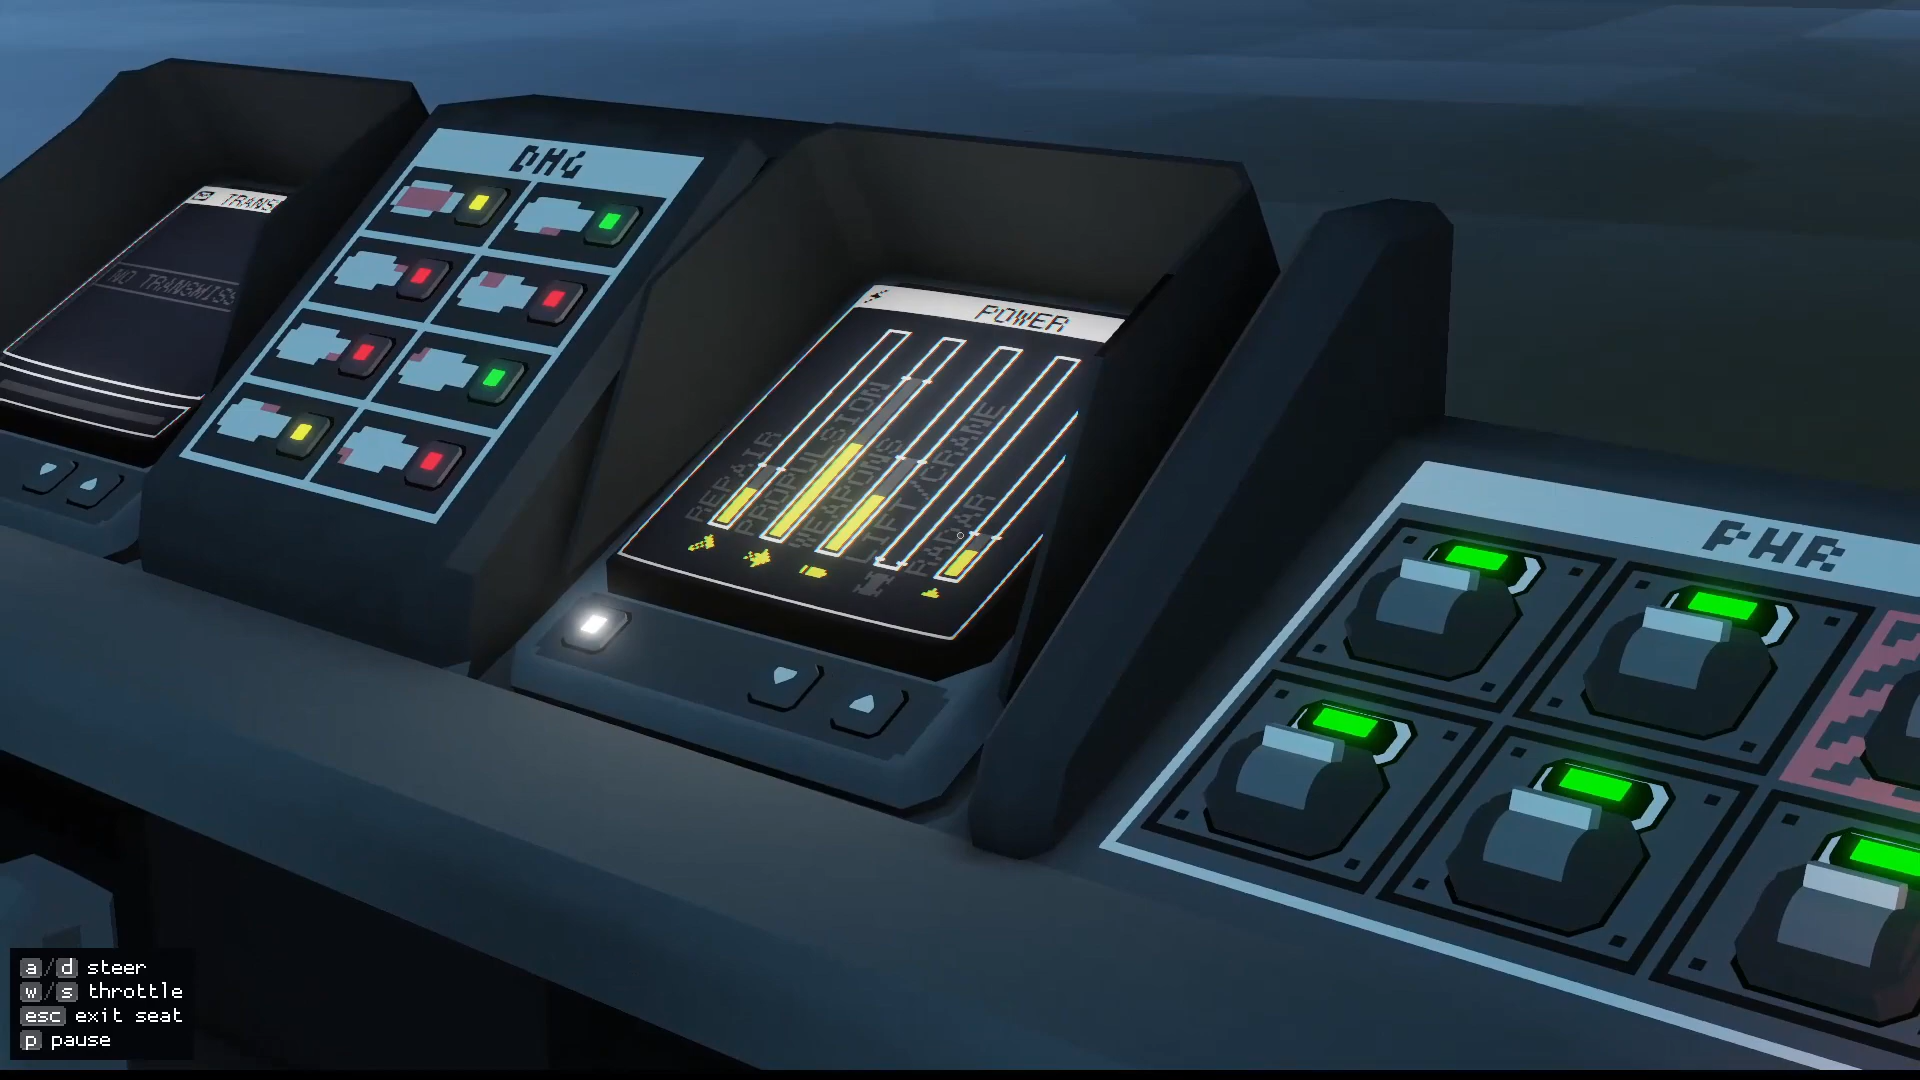 TRANS
NO TRANSMISS
DMG
POWER
REPAIR
PROPULSION
WEAPONS
LIFT/CRANE
RADAR
PWR
a/d steer
w/s throttle
esc exit seat
p pause